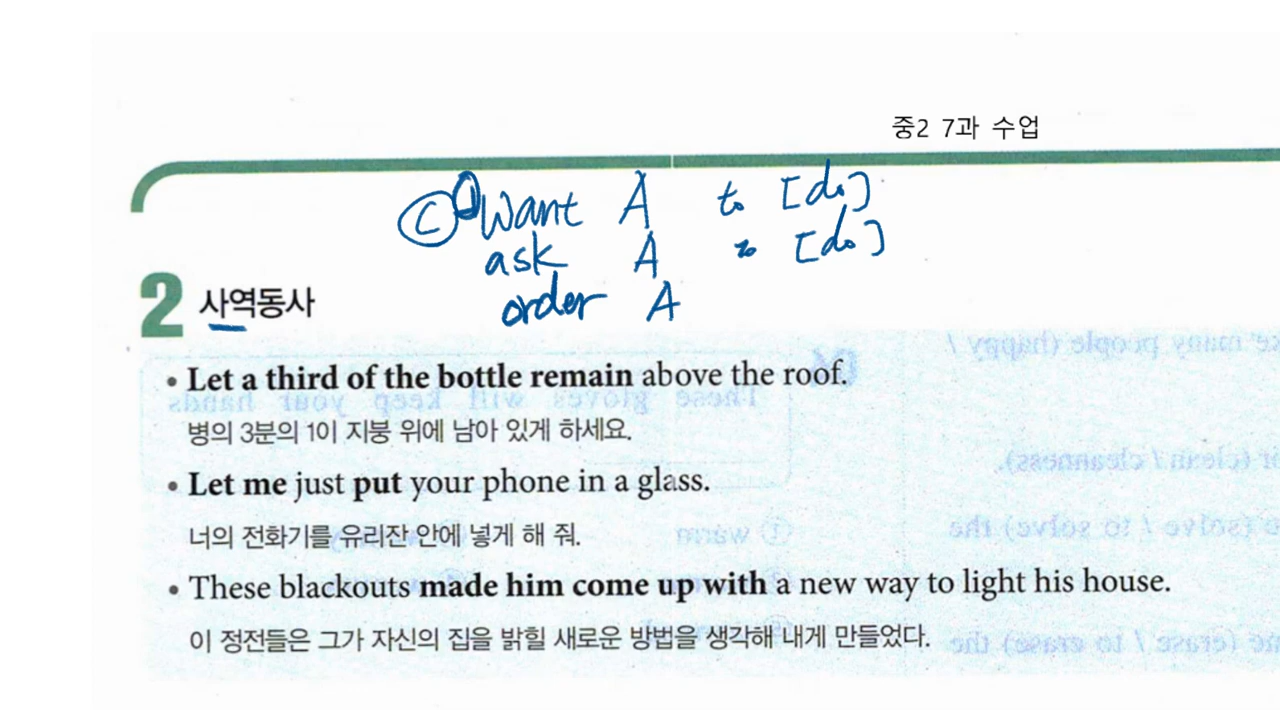 중2 7과 수업
C want A to [do]
ask A to [do]
order A
2 사역동사
• Let a third of the bottle remain above the roof.
병의 3분의 1이 지붕 위에 남아 있게 하세요.
• Let me just put your phone in a glass.
너의 전화기를 유리잔 안에 넣게 해 줘.
• These blackouts made him come up with a new way to light his house.
이 정전들은 그가 자신의 집을 밝힐 새로운 방법을 생각해 내게 만들었다.